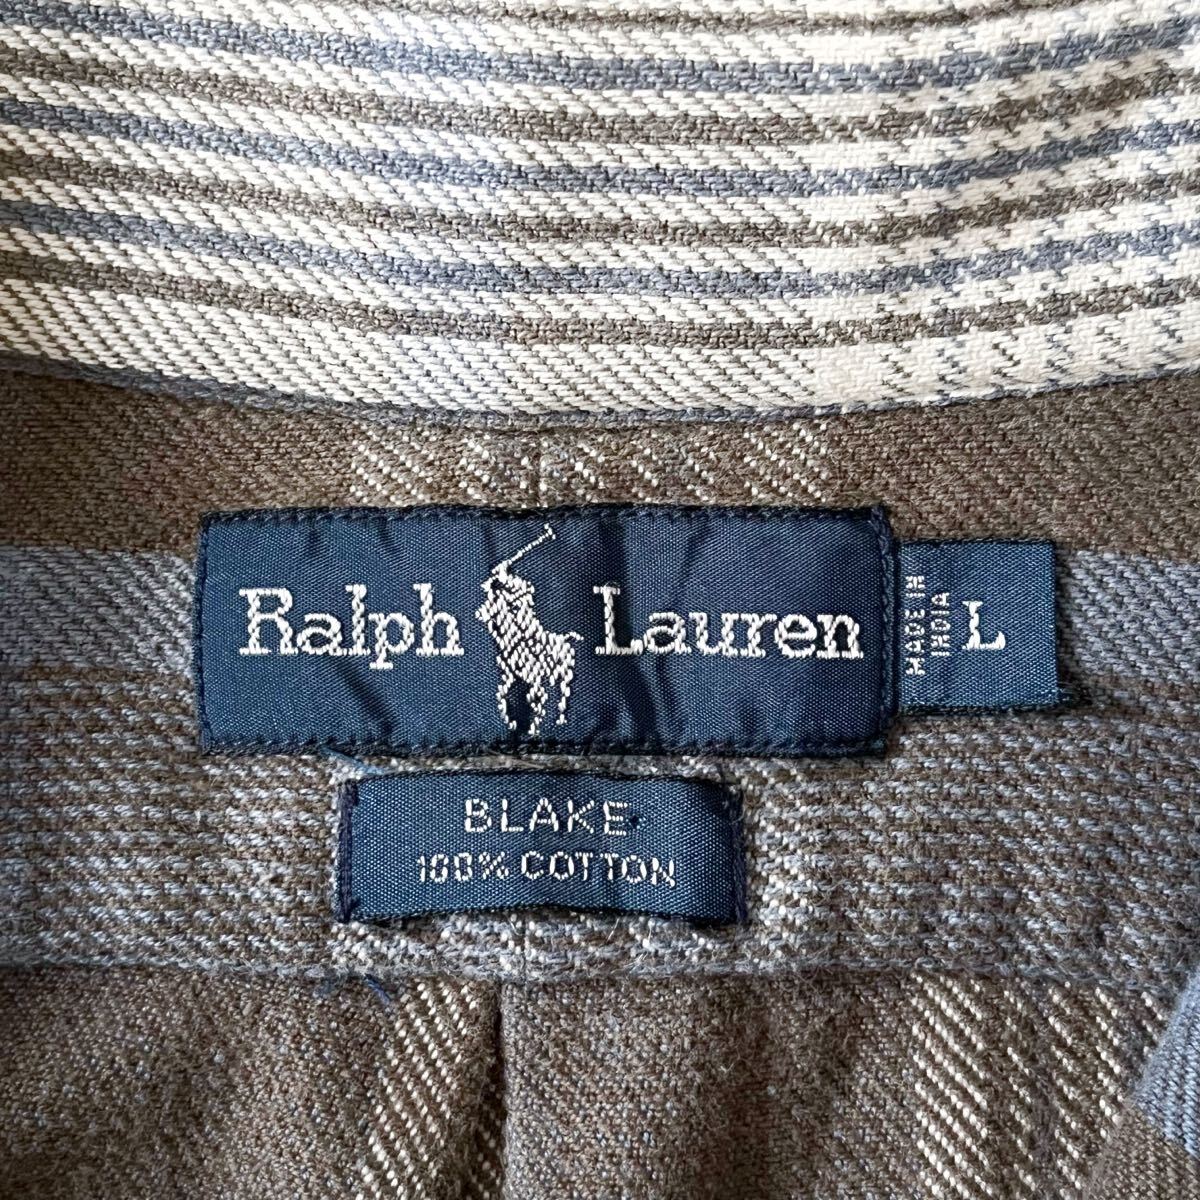 Ralph Lauren
MADE IN
INDIA
L
BLAKE
100% COTTON